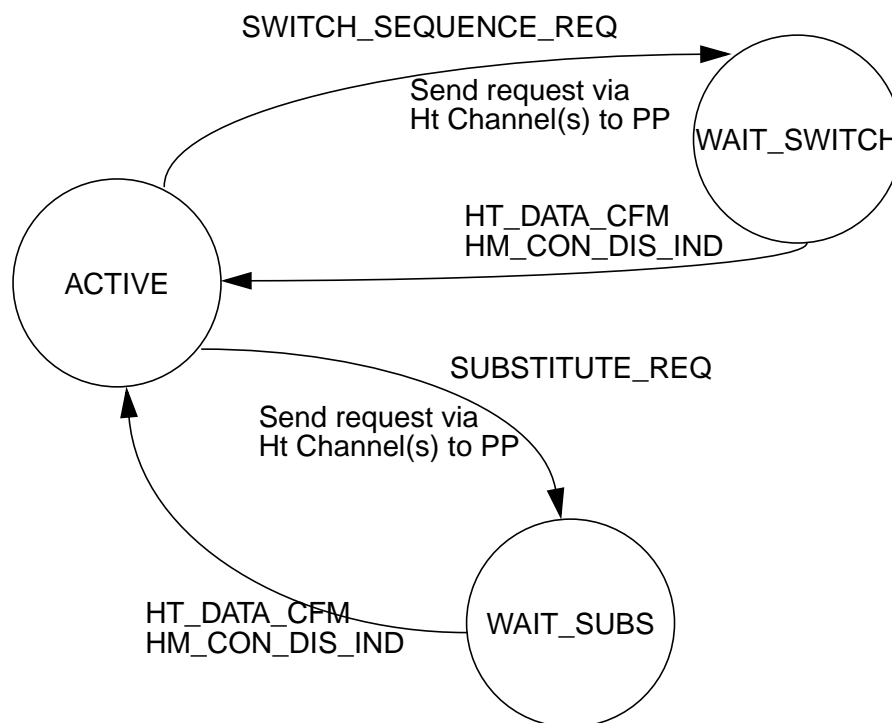 SWITCH_SEQUENCE_REQ
Send request via
Ht Channel(s) to PP
WAIT_SWITCH
HT_DATA_CFM
HM_CON_DIS_IND
ACTIVE
SUBSTITUTE_REQ
Send request via
Ht Channel(s) to PP
HT_DATA_CFM
HM_CON_DIS_IND
WAIT_SUBS